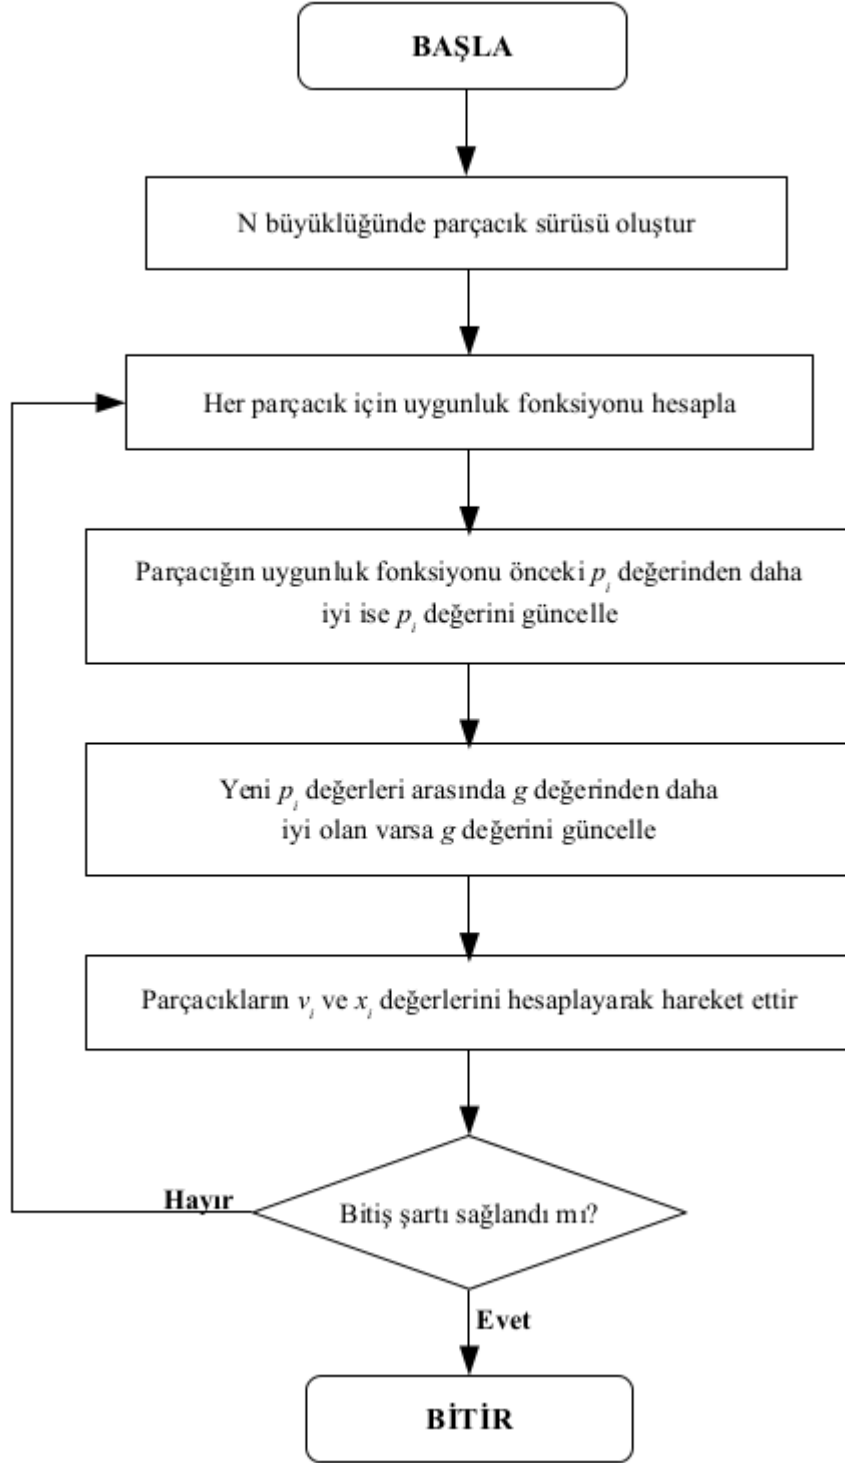 BAŞLA
N büyüklüğünde parçacık sürüsü oluştur
Her parçacık için uygunluk fonksiyonu hesapla
Parçacığın uygunluk fonksiyonu önceki pᵢ değerinden daha
iyi ise pᵢ değerini güncelle
Yeni pᵢ değerleri arasında g değerinden daha
iyi olan varsa g değerini güncelle
Parçacıkların vᵢ ve xᵢ değerlerini hesaplayarak hareket ettir
Bitiş şartı sağlandı mı?
Hayır
Evet
BİTİR